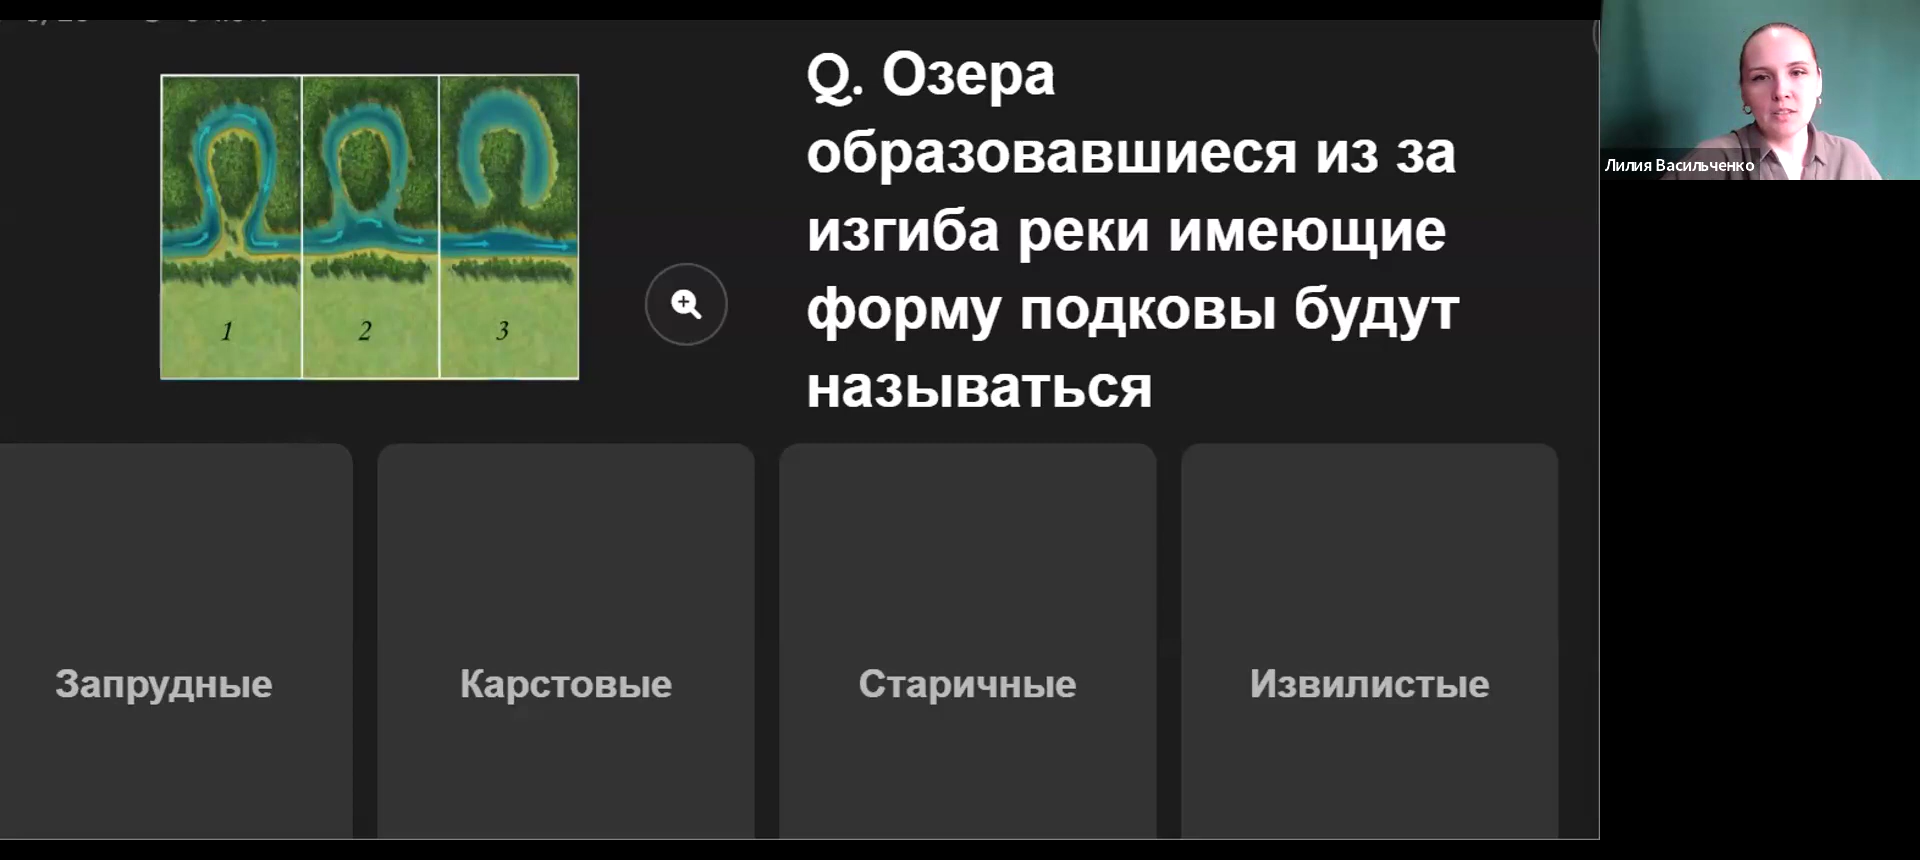 Q. Озера
образовавшиеся из за
изгиба реки имеющие
форму подковы будут
называться
1
2
3
Запрудные
Карстовые
Старичные
Извилистые
Лилия Васильченко